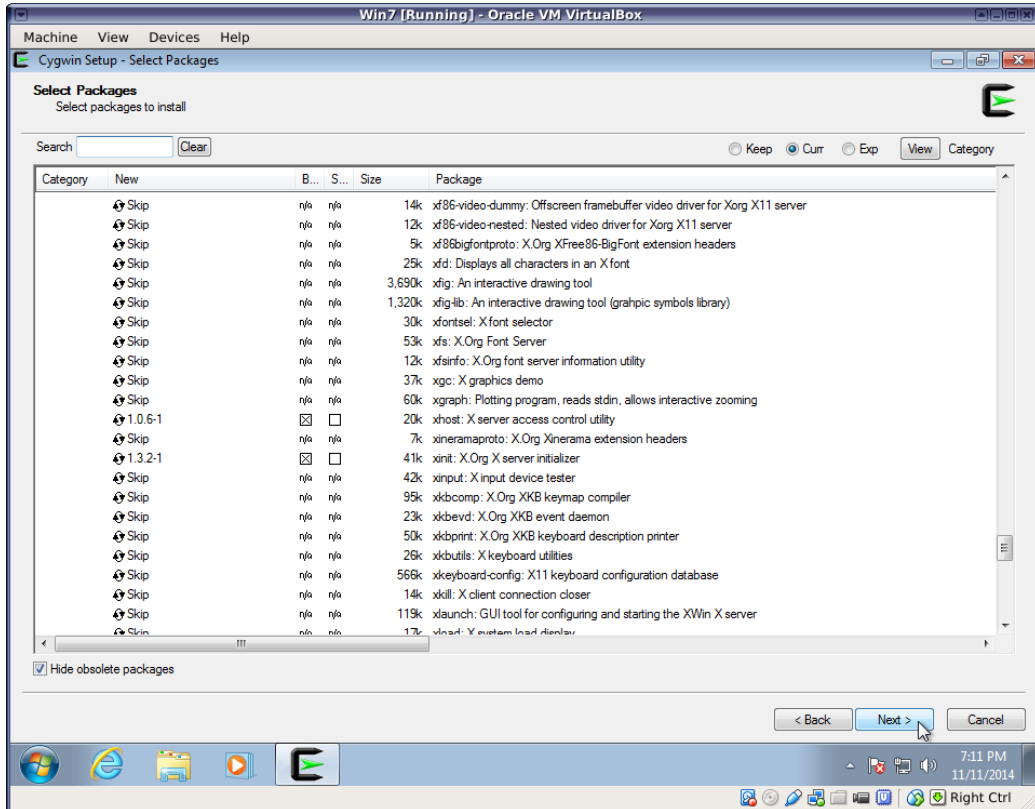 Win7 [Running] - Oracle VM VirtualBox
Machine View Devices Help
Cygwin Setup - Select Packages
Select Packages
Select packages to install
Search Clear Keep Curr Exp View Category
Category New B... S... Size Package
Skip n/a n/a 14k xf86-video-dummy: Offscreen framebuffer video driver for Xorg X11 server
Skip n/a n/a 12k xf86-video-nested: Nested video driver for Xorg X11 server
Skip n/a n/a 5k xf86bigfontproto: X.Org XFree86-BigFont extension headers
Skip n/a n/a 25k xfd: Displays all characters in an X font
Skip n/a n/a 3,690k xfig: An interactive drawing tool
Skip n/a n/a 1,320k xfig-lib: An interactive drawing tool (grahpic symbols library)
Skip n/a n/a 30k xfontsel: X font selector
Skip n/a n/a 53k xfs: X.Org Font Server
Skip n/a n/a 12k xfsinfo: X.Org font server information utility
Skip n/a n/a 37k xgc: X graphics demo
Skip n/a n/a 60k xgraph: Plotting program, reads stdin, allows interactive zooming
1.0.6-1 20k xhost: X server access control utility
Skip n/a n/a 7k xineramaproto: X.Org Xinerama extension headers
1.3.2-1 41k xinit: X.Org X server initializer
Skip n/a n/a 42k xinput: X input device tester
Skip n/a n/a 95k xkbcomp: X.Org XKB keymap compiler
Skip n/a n/a 23k xkbevd: X.Org XKB event daemon
Skip n/a n/a 50k xkbprint: X.Org XKB keyboard description printer
Skip n/a n/a 26k xkbutils: X keyboard utilities
Skip n/a n/a 566k xkeyboard-config: X11 keyboard configuration database
Skip n/a n/a 14k xkill: X client connection closer
Skip n/a n/a 119k xlaunch: GUI tool for configuring and starting the XWin X server
Skip n/a n/a 17k xload: X system load display
Hide obsolete packages
< Back Next > Cancel
7:11 PM
11/11/2014
Right Ctrl